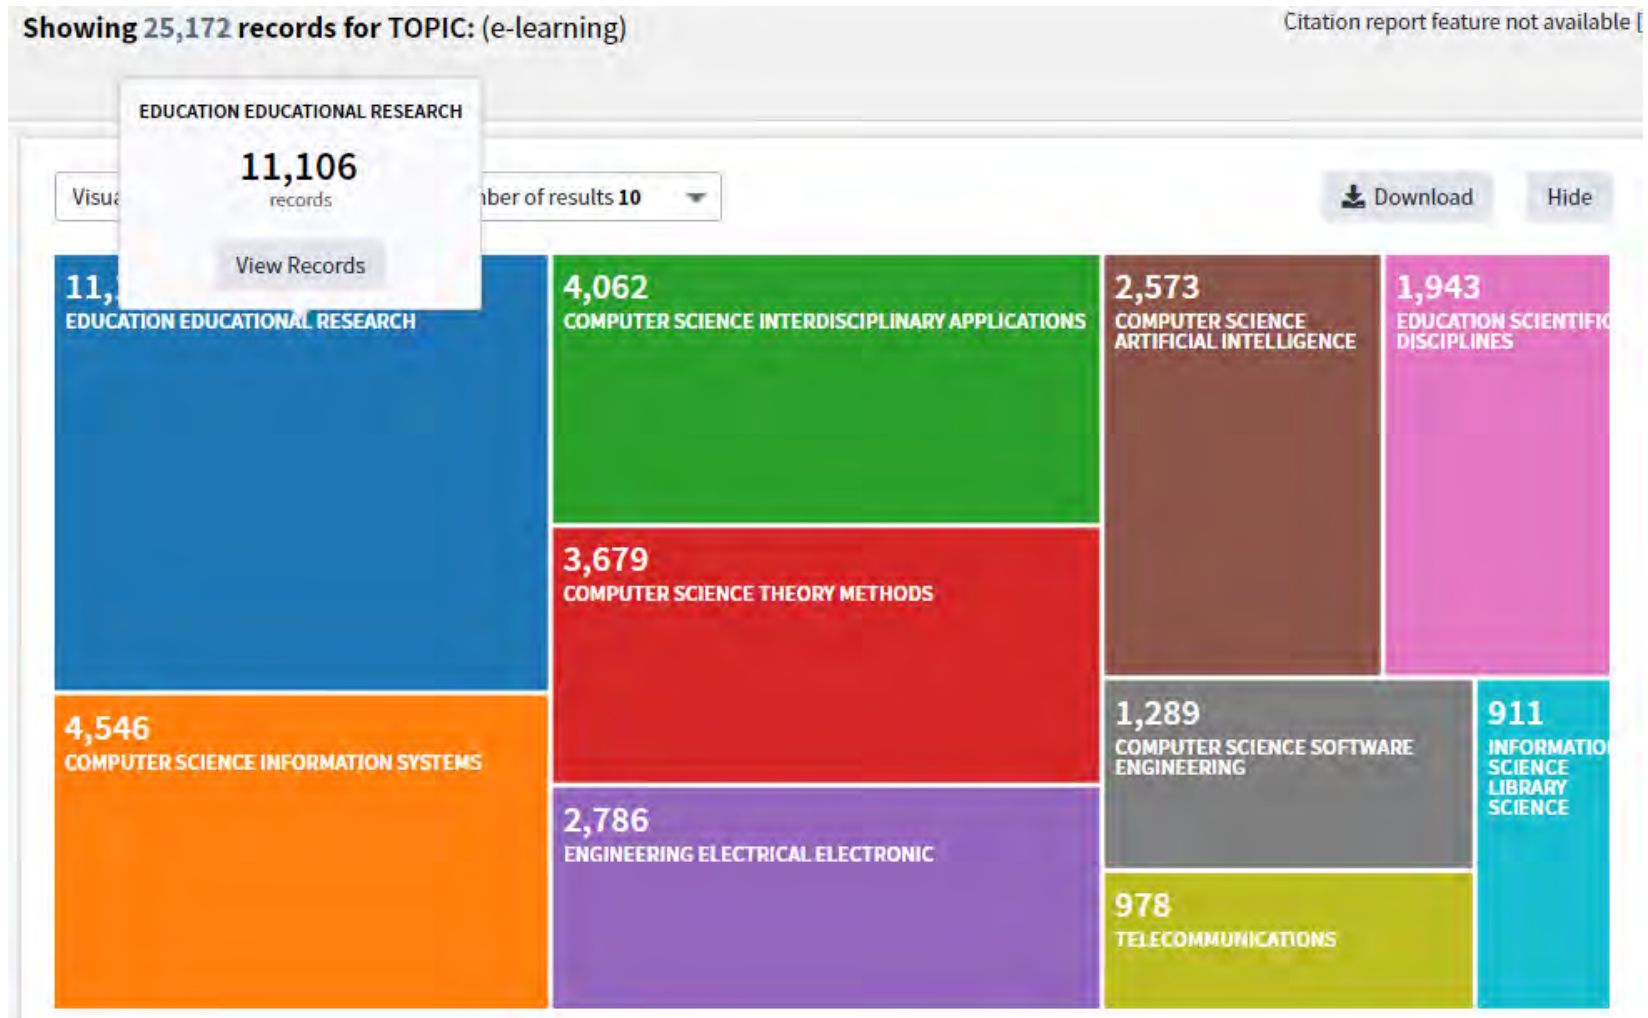 Showing 25,172 records for TOPIC: (e-learning)
Citation report feature not available [
EDUCATION EDUCATIONAL RESEARCH
11,106
records
View Records
Visua
ber of results 10
Download
Hide
11,
EDUCATION EDUCATIONAL RESEARCH
4,062
COMPUTER SCIENCE INTERDISCIPLINARY APPLICATIONS
2,573
COMPUTER SCIENCE
ARTIFICIAL INTELLIGENCE
1,943
EDUCATION SCIENTIFIC
DISCIPLINES
3,679
COMPUTER SCIENCE THEORY METHODS
4,546
COMPUTER SCIENCE INFORMATION SYSTEMS
2,786
ENGINEERING ELECTRICAL ELECTRONIC
1,289
COMPUTER SCIENCE SOFTWARE
ENGINEERING
911
INFORMATIO
SCIENCE
LIBRARY
SCIENCE
978
TELECOMMUNICATIONS